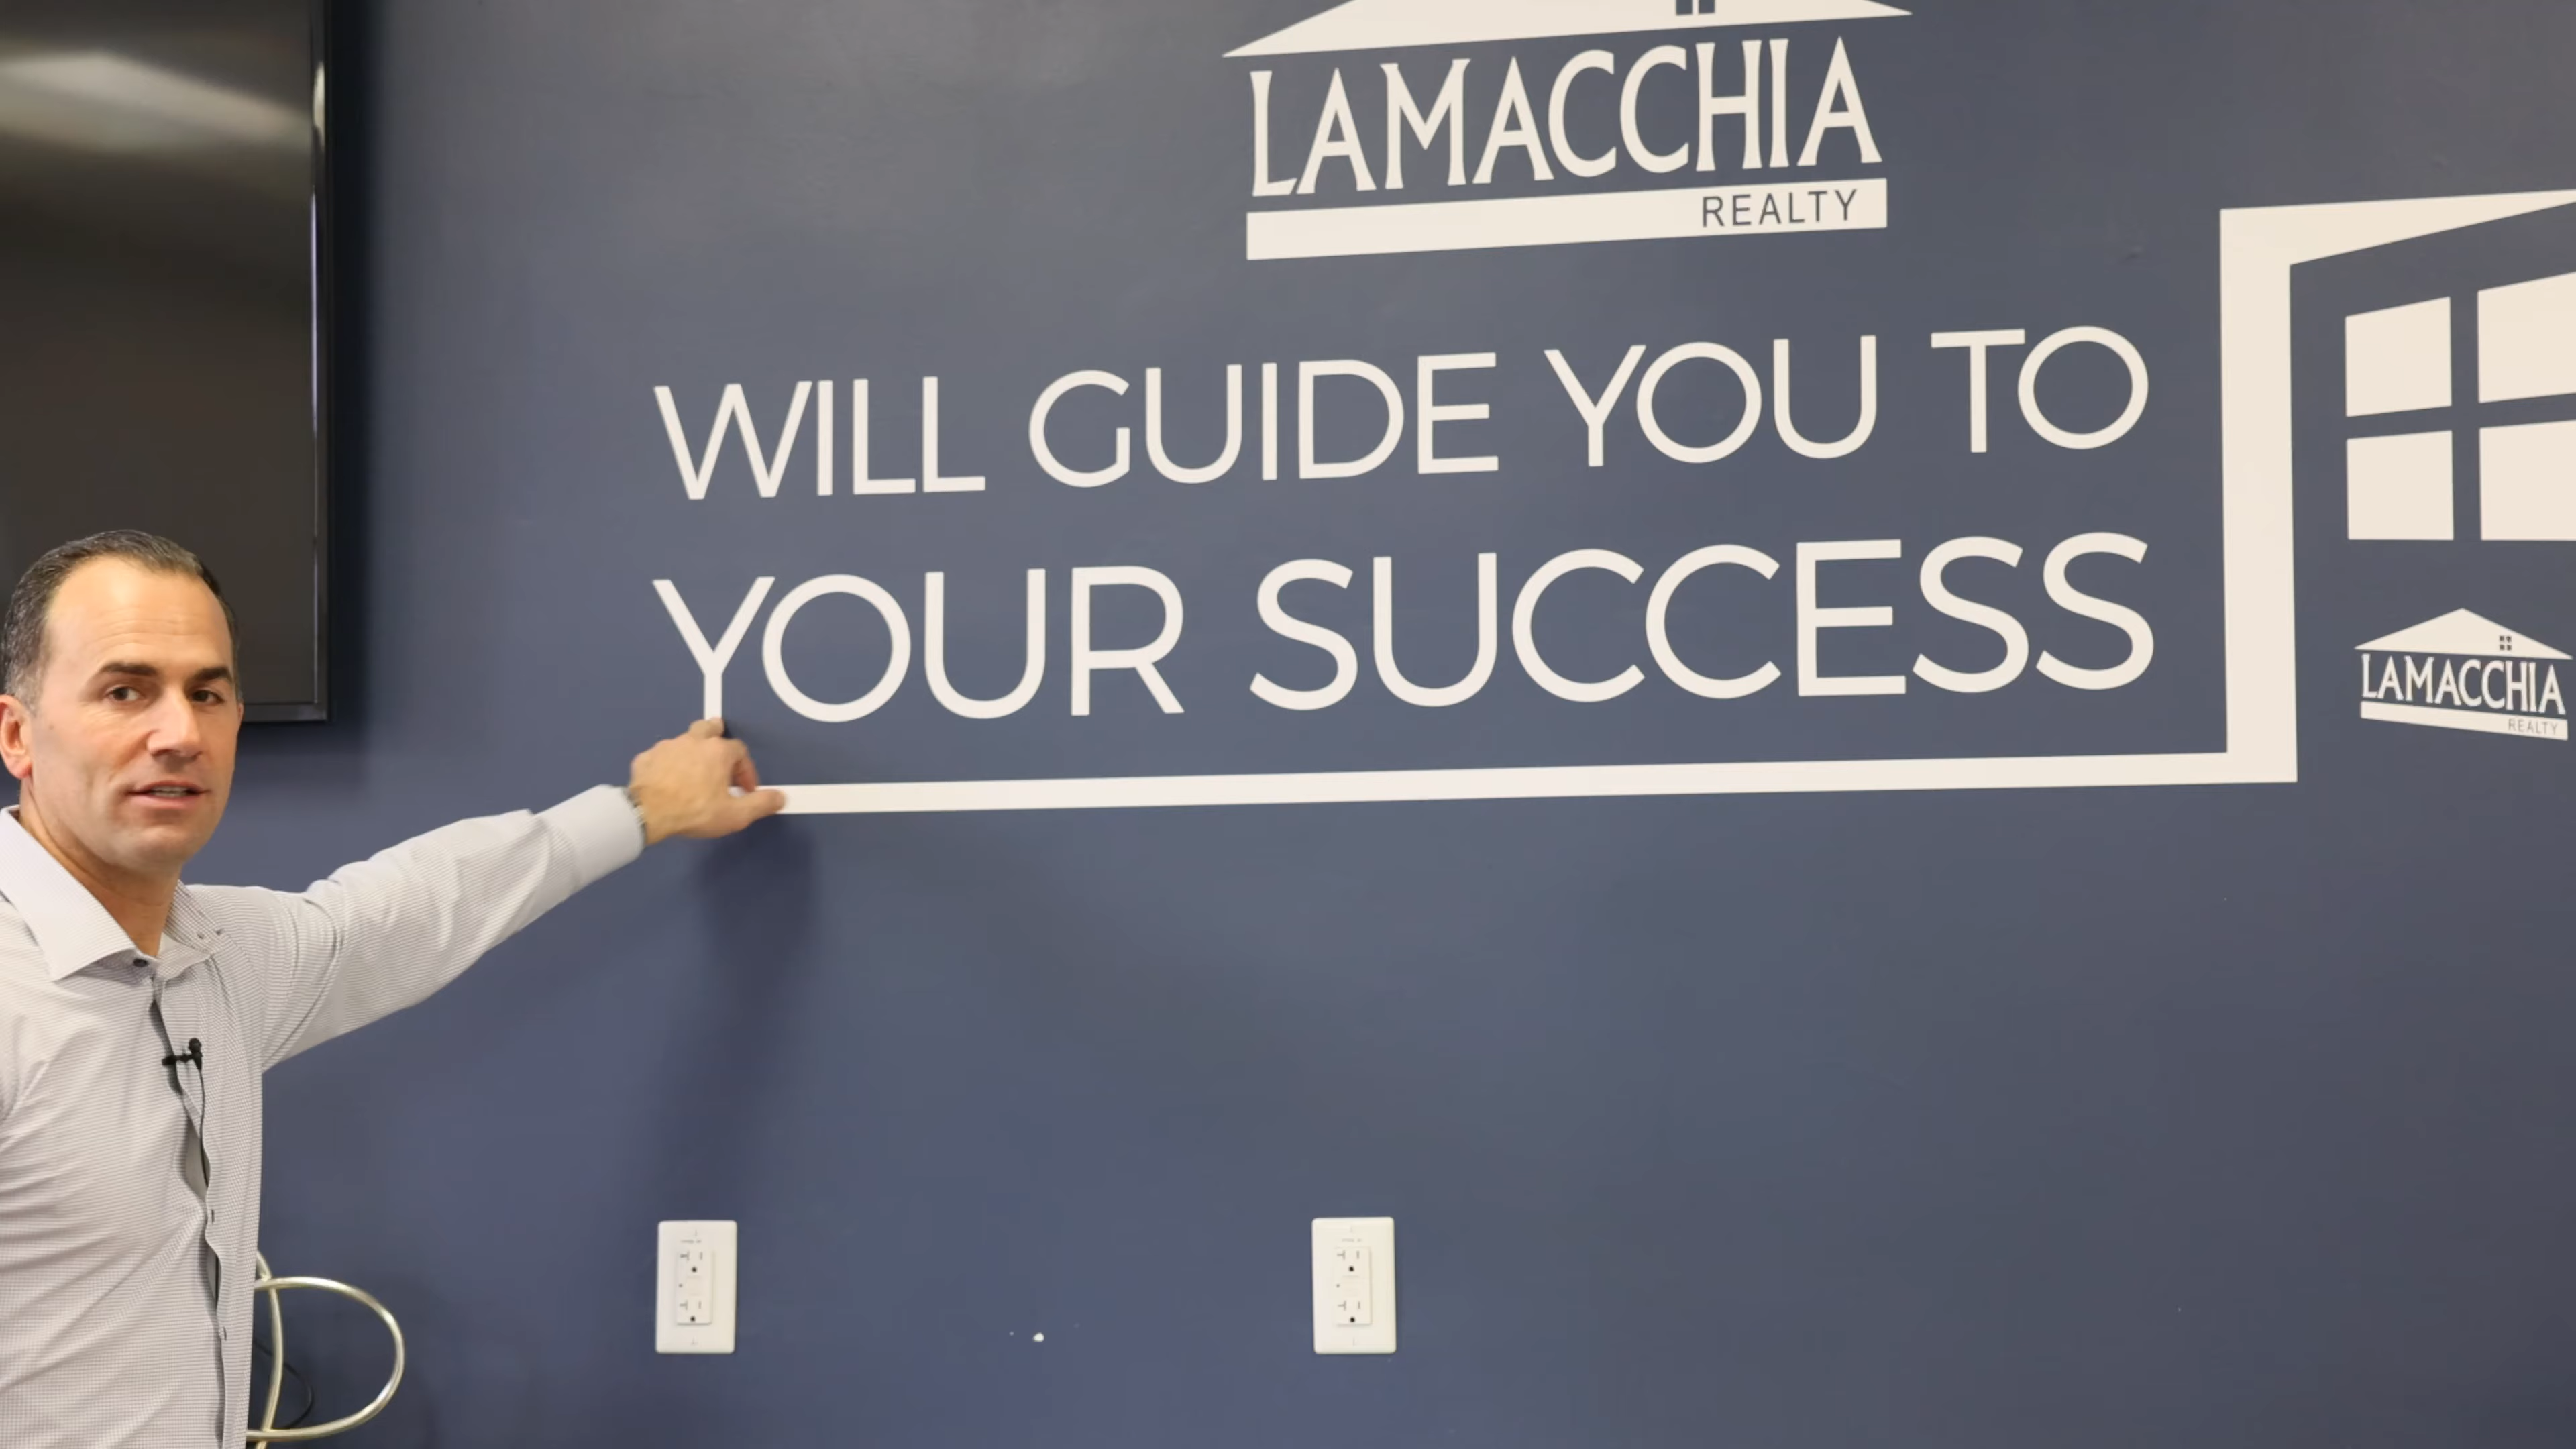 LAMACCHIA
REALTY
WILL GUIDE YOU TO
YOUR SUCCESS
LAMACCHIA
REALTY